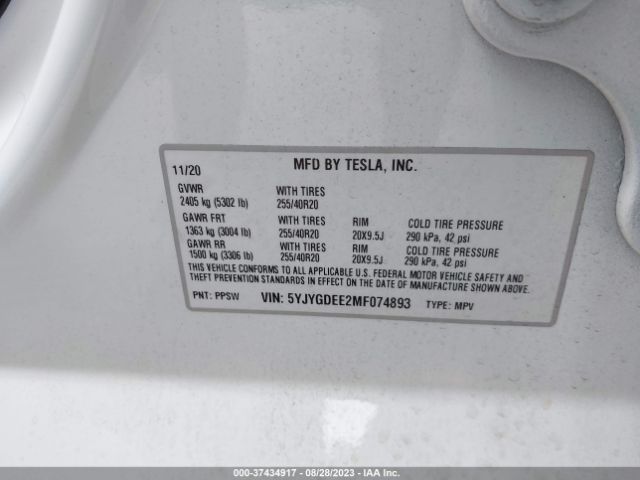 11/20 MFD BY TESLA, INC.
GVWR WITH TIRES
2405 kg (5302 lb) 255/40R20
GAWR FRT WITH TIRES RIM COLD TIRE PRESSURE
1363 kg (3004 lb) 255/40R20 20X9.5J 290 kPa, 42 psi
GAWR RR WITH TIRES RIM COLD TIRE PRESSURE
1500 kg (3306 lb) 255/40R20 20X9.5J 290 kPa, 42 psi
THIS VEHICLE CONFORMS TO ALL APPLICABLE U.S. FEDERAL MOTOR VEHICLE SAFETY AND
THEFT PREVENTION STANDARDS IN EFFECT ON THE DATE OF MANUFACTURE SHOWN ABOVE.
PNT: PPSW VIN: 5YJYGDEE2MF074893 TYPE: MPV
000-37434917 - 08/28/2023 - IAA Inc.